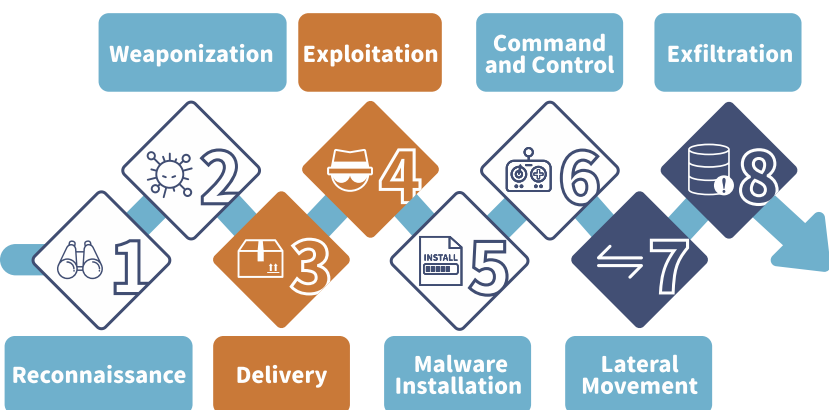 Weaponization
Exploitation
Command
and Control
Exfiltration
2
4
6
8
1
3
INSTALL
5
7
Reconnaissance
Delivery
Malware
Installation
Lateral
Movement